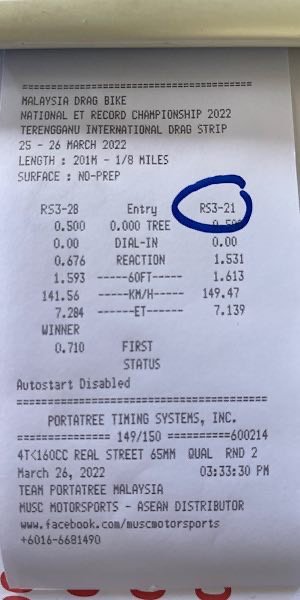 ==========================================
MALAYSIA DRAG BIKE
NATIONAL ET RECORD CHAMPIONSHIP 2022
TERENGGANU INTERNATIONAL DRAG STRIP
25 - 26 MARCH 2022
LENGTH : 201M - 1/8 MILES
SURFACE : NO-PREP
RS3-28 Entry RS3-21
0.500 0.000 TREE 0.500
0.00 DIAL-IN 0.00
0.676 REACTION 1.531
1.593 -----60FT----- 1.613
141.56 -----KM/H----- 149.47
7.284 ------ET------ 7.139
WINNER
0.710 FIRST
STATUS
Autostart Disabled
==========================================
PORTATREE TIMING SYSTEMS, INC.
============== 149/150 ==========600214
4T<160CC REAL STREET 65MM QUAL RND 2
March 26, 2022 03:33:30 PM
TEAM PORTATREE MALAYSIA
MUSC MOTORSPORTS - ASEAN DISTRIBUTOR
www.facebook.com/muscmotorsports
+6016-6681490